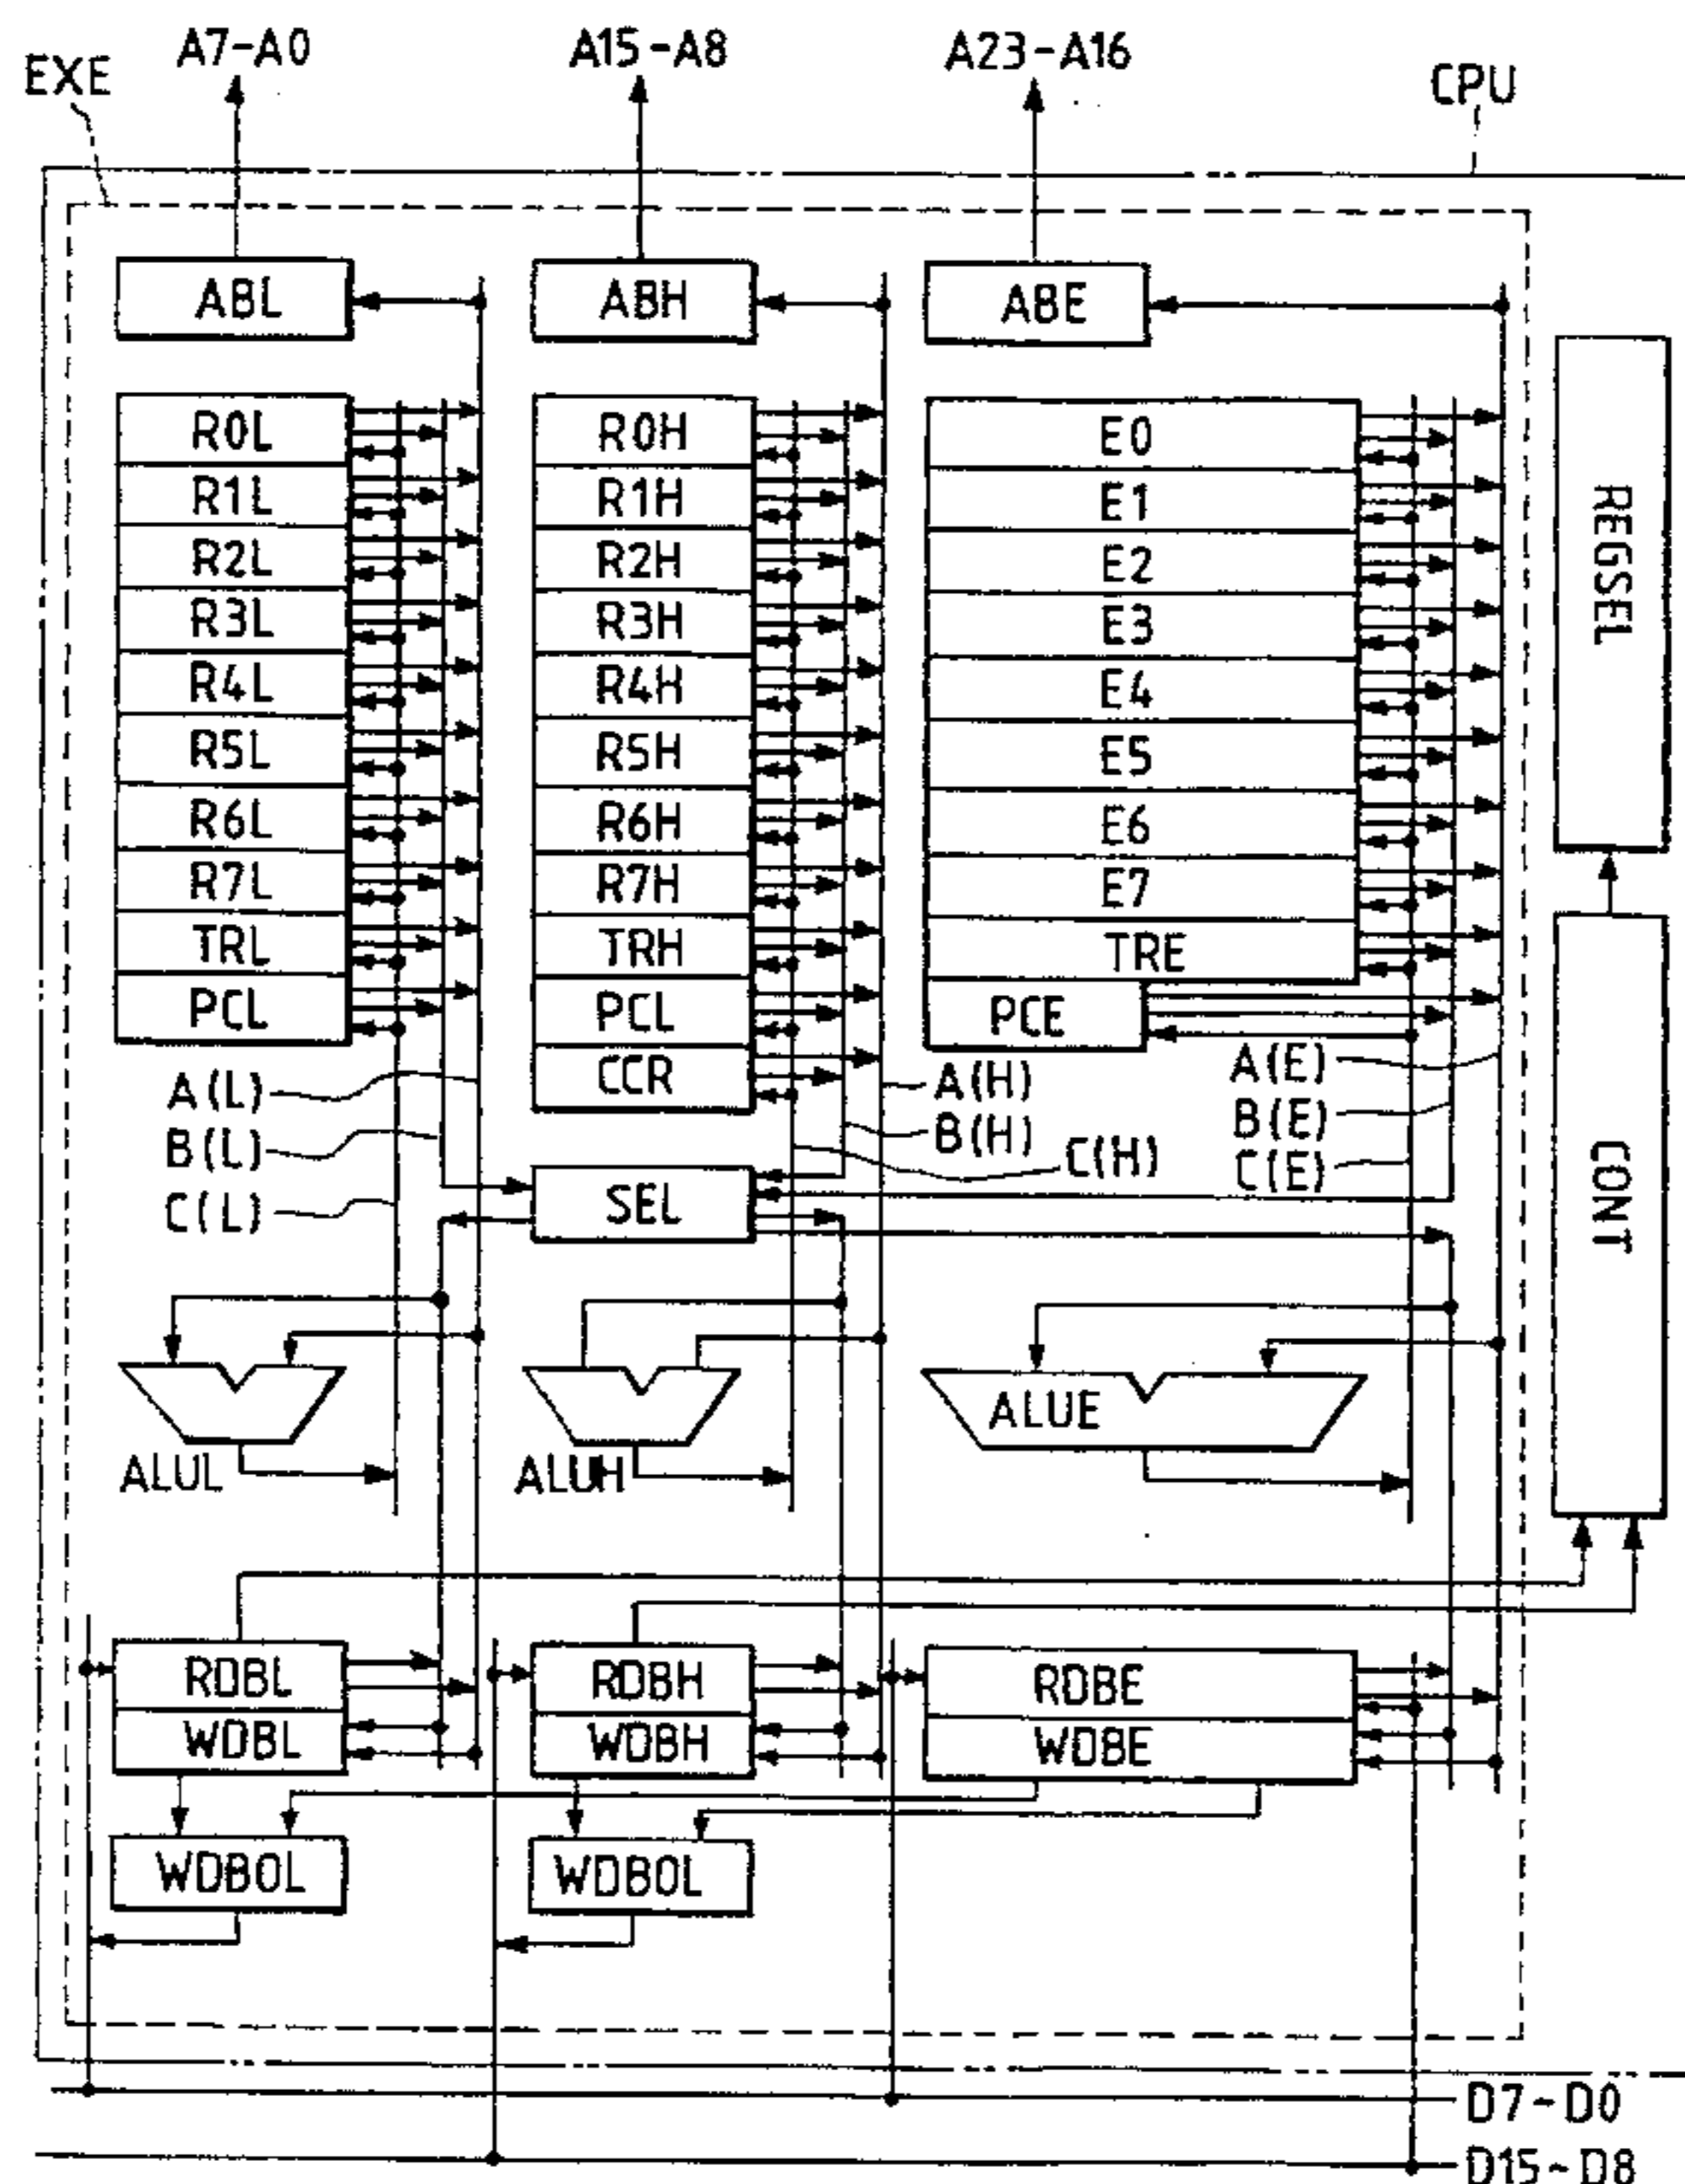 A7-A0
A15-A8
A23-A16
EXE
CPU
ABL
ABH
ABE
R0L
R0H
E0
R1L
R1H
E1
R2L
R2H
E2
R3L
R3H
E3
R4L
R4H
E4
R5L
R5H
E5
R6L
R6H
E6
R7L
R7H
E7
TRL
TRH
TRE
PCL
PCL
PCE
CCR
REGSEL
CONT
A(L)
A(H)
A(E)
B(L)
B(H)
B(E)
C(L)
C(H)
C(E)
SEL
ALUL
ALUH
ALUE
RDBL
RDBH
RDBE
WDBL
WDBH
WDBE
WDBOL
WDBOL
D7~D0
D15~D8